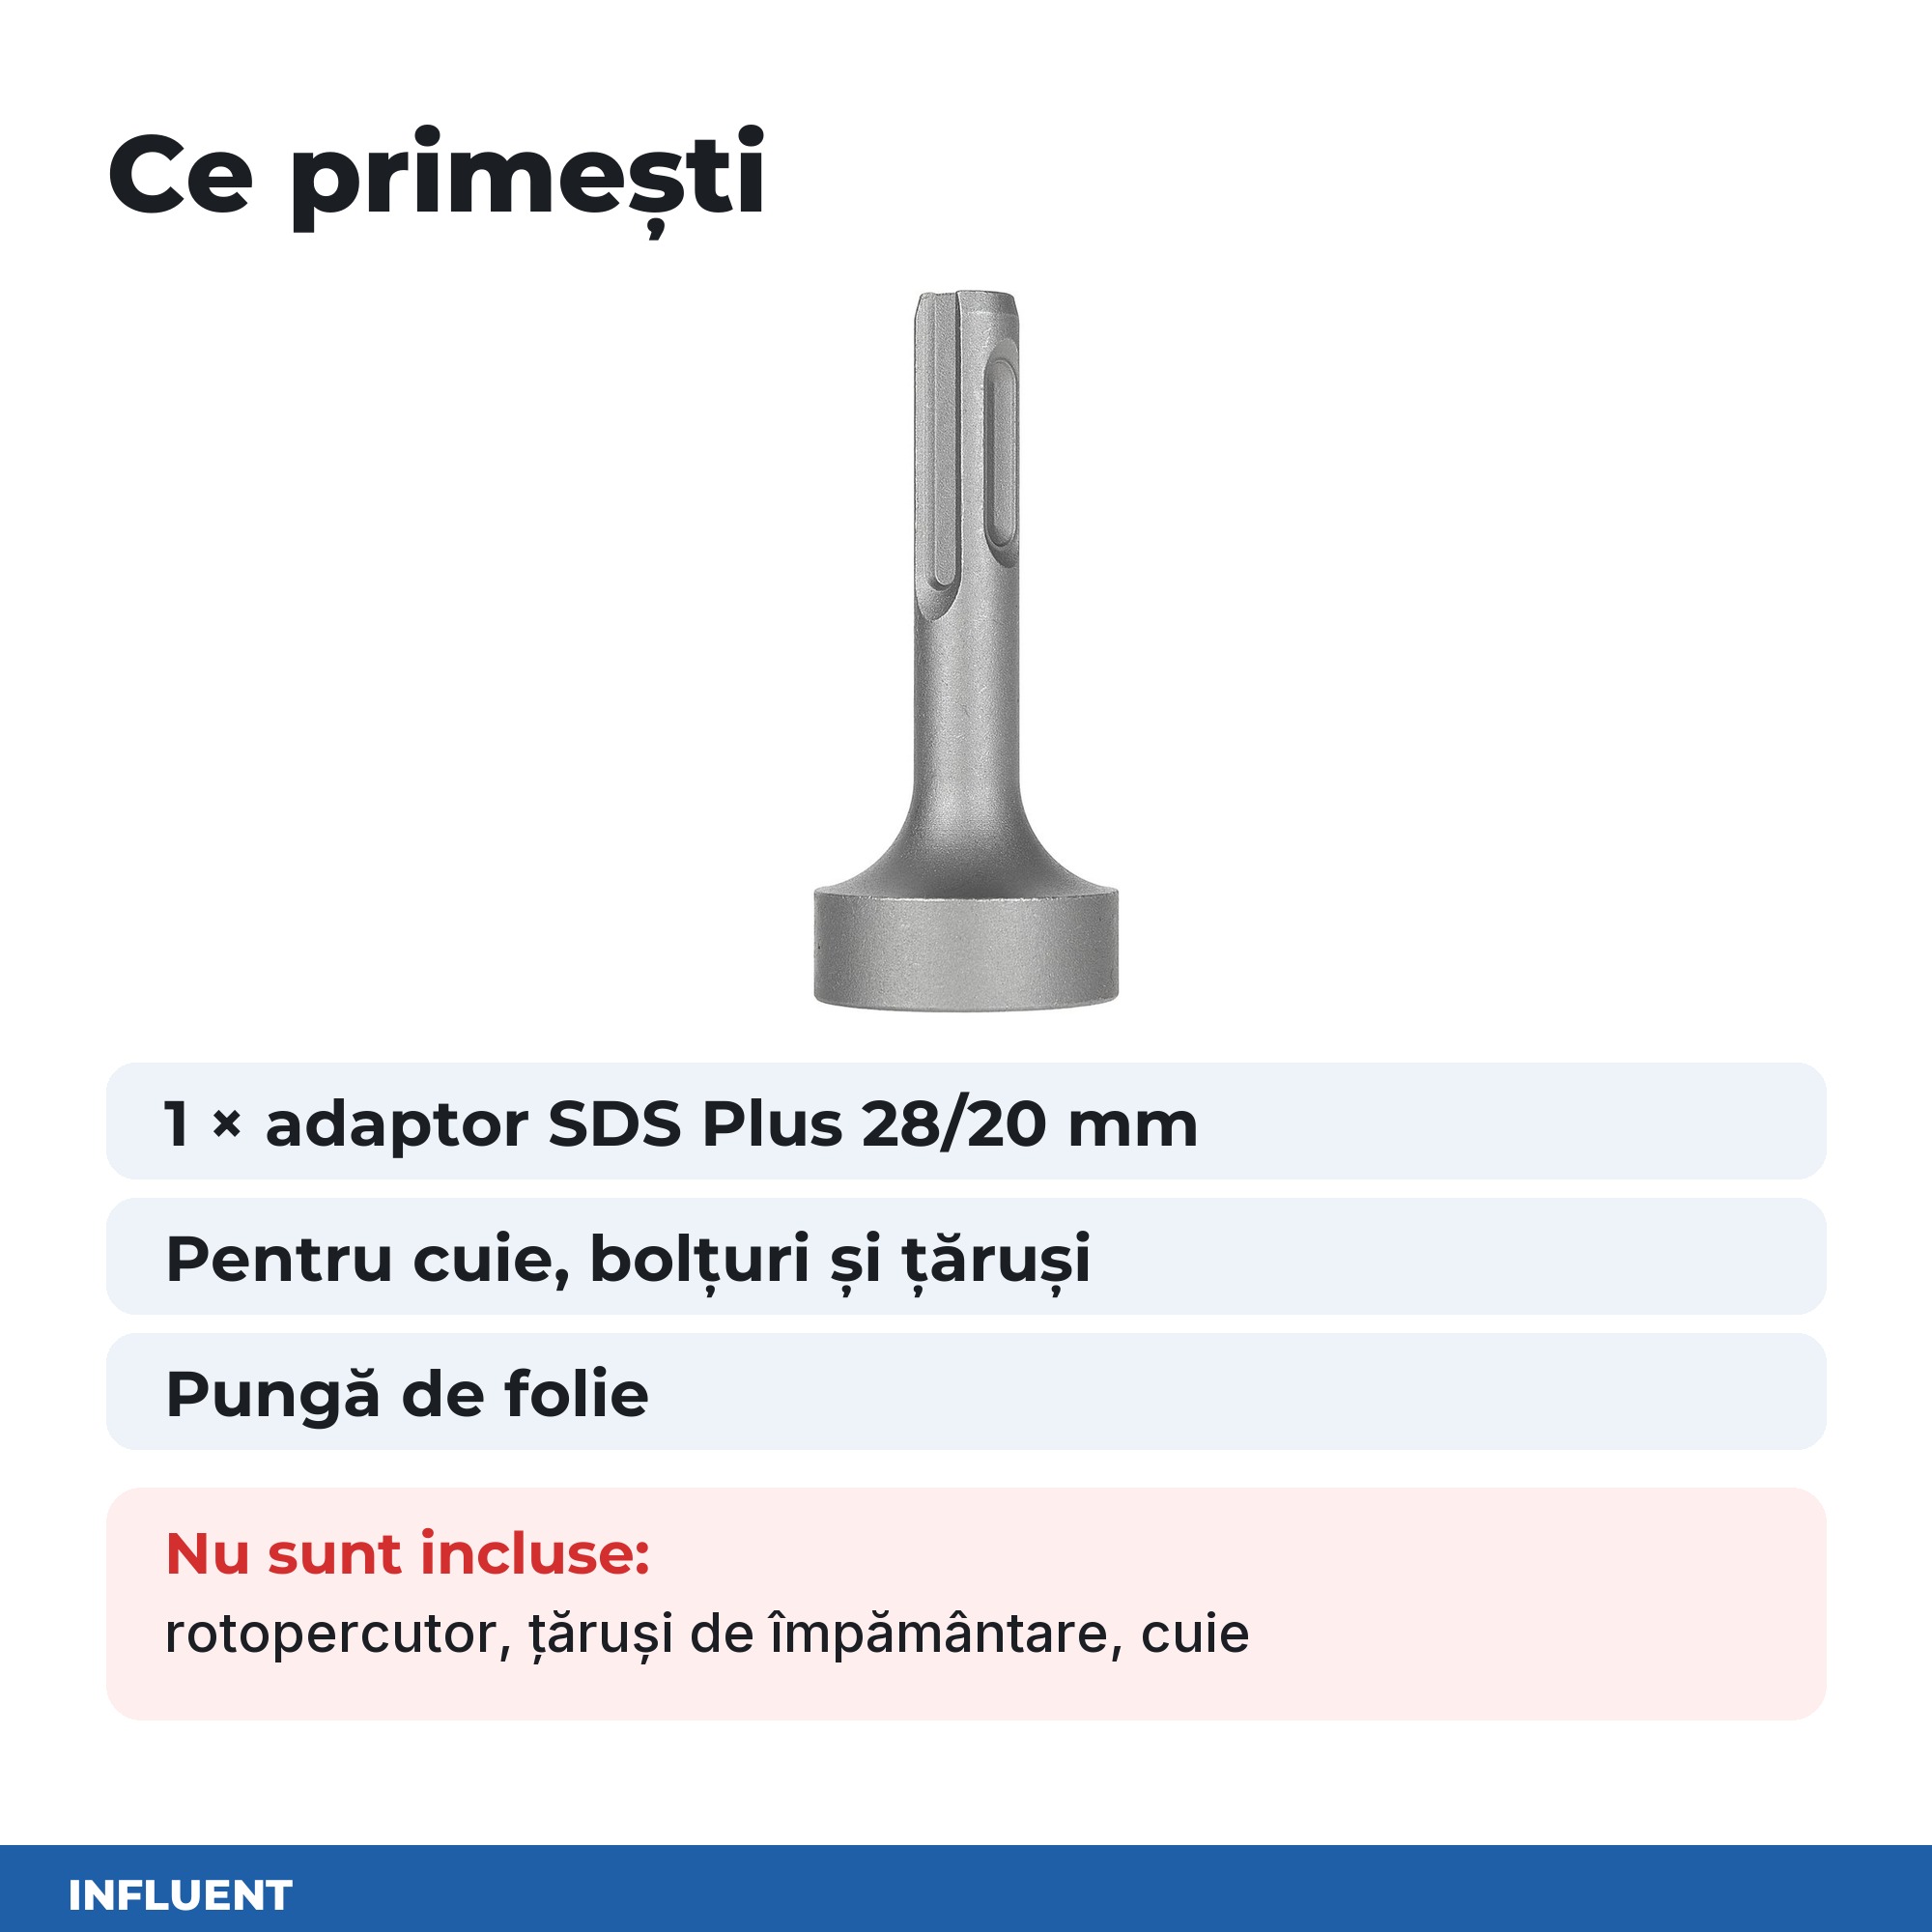 Ce primești
1 × adaptor SDS Plus 28/20 mm
Pentru cuie, bolțuri și țăruși
Pungă de folie
Nu sunt incluse:
rotopercutor, țăruși de împământare, cuie
INFLUENT